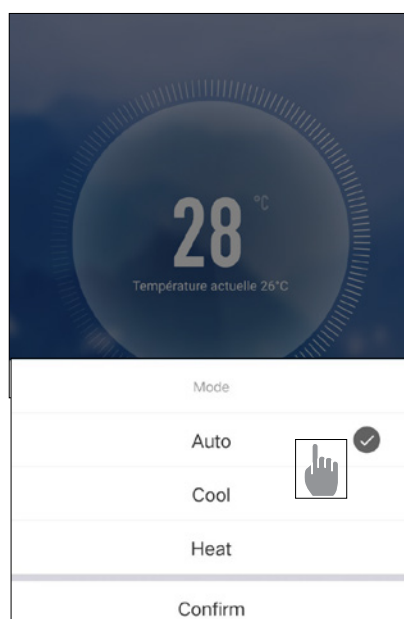 28 °C
Température actuelle 26°C
Mode
Auto
Cool
Heat
Confirm